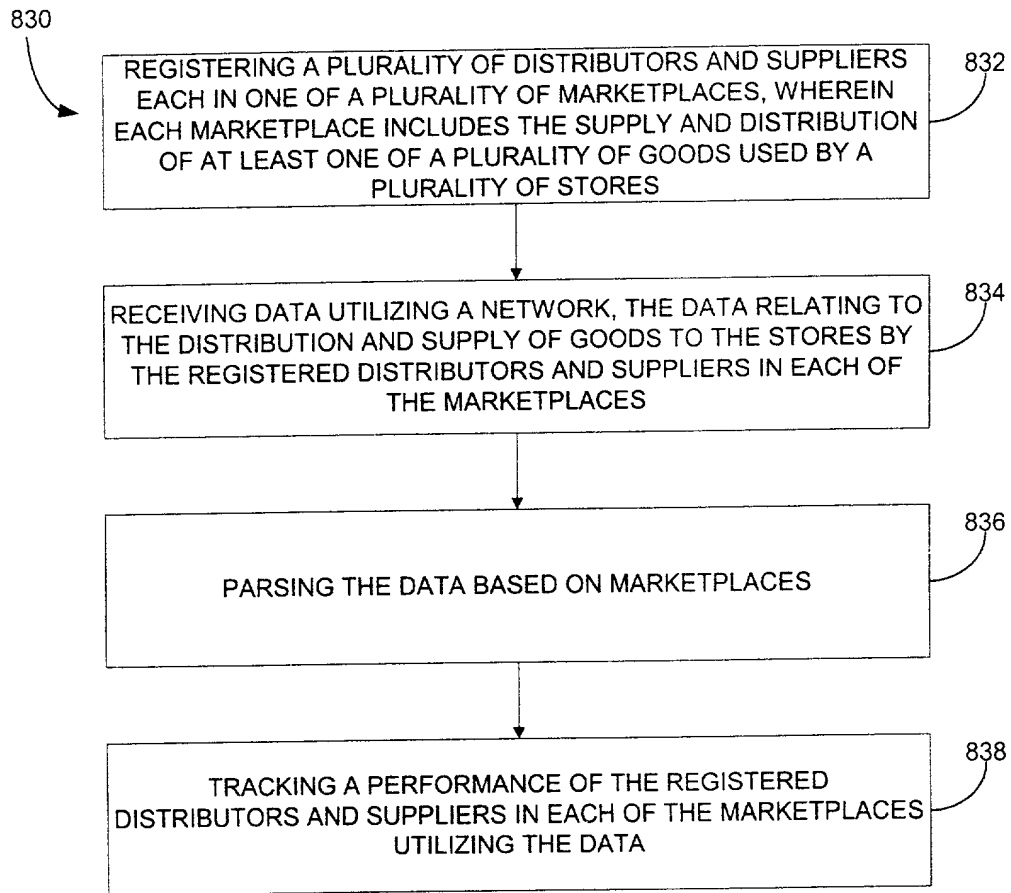 830
REGISTERING A PLURALITY OF DISTRIBUTORS AND SUPPLIERS
EACH IN ONE OF A PLURALITY OF MARKETPLACES, WHEREIN
EACH MARKETPLACE INCLUDES THE SUPPLY AND DISTRIBUTION
OF AT LEAST ONE OF A PLURALITY OF GOODS USED BY A
PLURALITY OF STORES
832
RECEIVING DATA UTILIZING A NETWORK, THE DATA RELATING TO
THE DISTRIBUTION AND SUPPLY OF GOODS TO THE STORES BY
THE REGISTERED DISTRIBUTORS AND SUPPLIERS IN EACH OF
THE MARKETPLACES
834
PARSING THE DATA BASED ON MARKETPLACES
836
TRACKING A PERFORMANCE OF THE REGISTERED
DISTRIBUTORS AND SUPPLIERS IN EACH OF THE MARKETPLACES
UTILIZING THE DATA
838